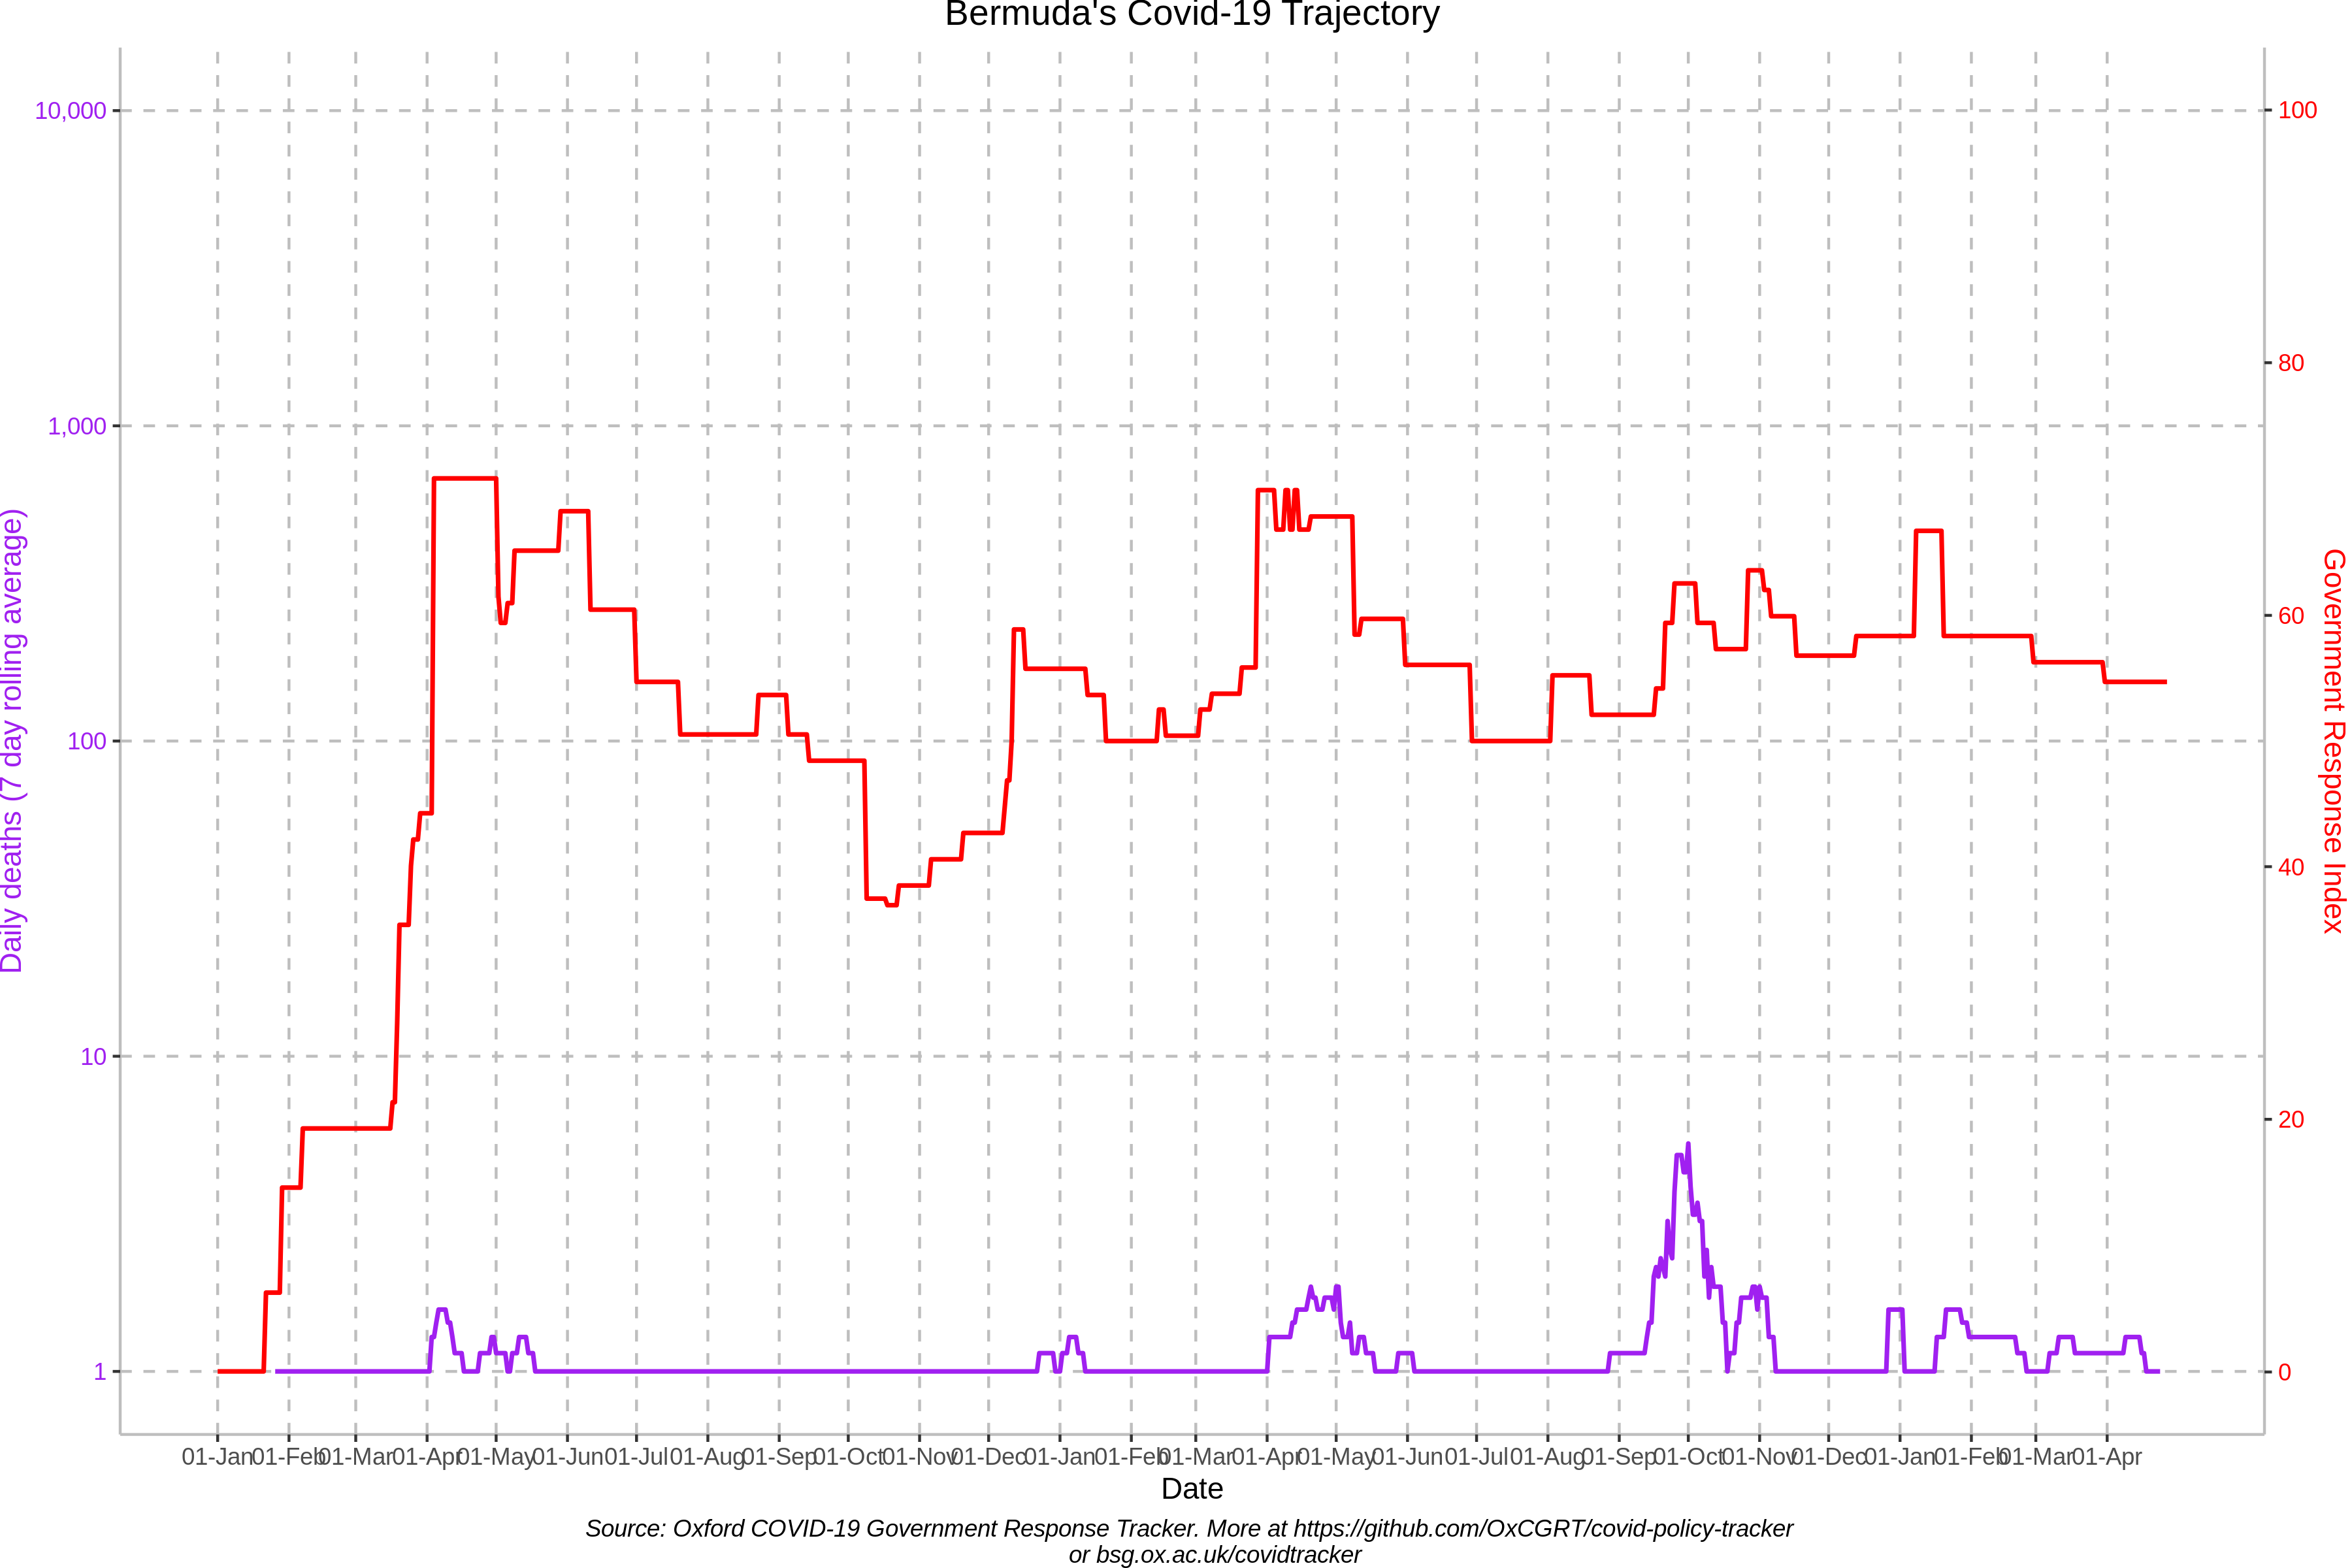 Bermuda's Covid-19 Trajectory
10,000
1,000
100
10
1
Daily deaths (7 day rolling average)
100
80
60
40
20
0
Government Response Index
01-Jan 01-Feb 01-Mar 01-Apr 01-May 01-Jun 01-Jul 01-Aug 01-Sep 01-Oct 01-Nov 01-Dec 01-Jan 01-Feb 01-Mar 01-Apr 01-May 01-Jun 01-Jul 01-Aug 01-Sep 01-Oct 01-Nov 01-Dec 01-Jan 01-Feb 01-Mar 01-Apr
Date
Source: Oxford COVID-19 Government Response Tracker. More at https://github.com/OxCGRT/covid-policy-tracker
or bsg.ox.ac.uk/covidtracker